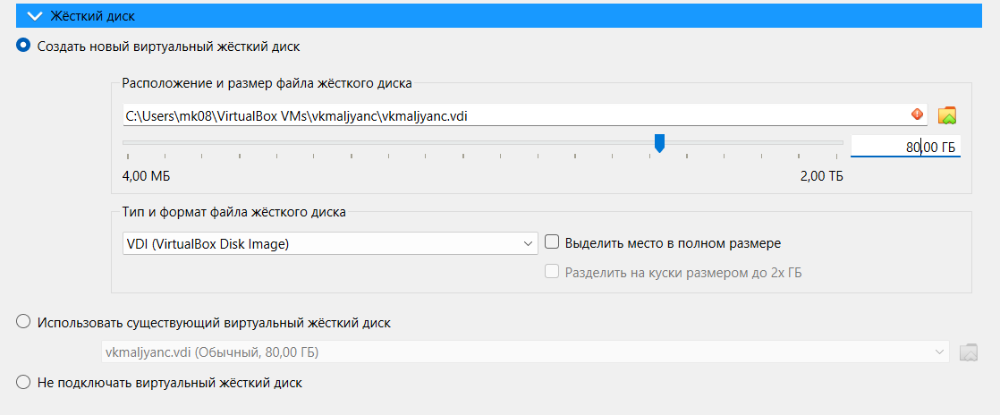 Жёсткий диск
Создать новый виртуальный жёсткий диск
Расположение и размер файла жёсткого диска
C:\Users\mk08\VirtualBox VMs\vkmaljyanc\vkmaljyanc.vdi
80,00 ГБ
4,00 МБ 2,00 ТБ
Тип и формат файла жёсткого диска
VDI (VirtualBox Disk Image) Выделить место в полном размере
Разделить на куски размером до 2х ГБ
Использовать существующий виртуальный жёсткий диск
vkmaljyanc.vdi (Обычный, 80,00 ГБ)
Не подключать виртуальный жёсткий диск